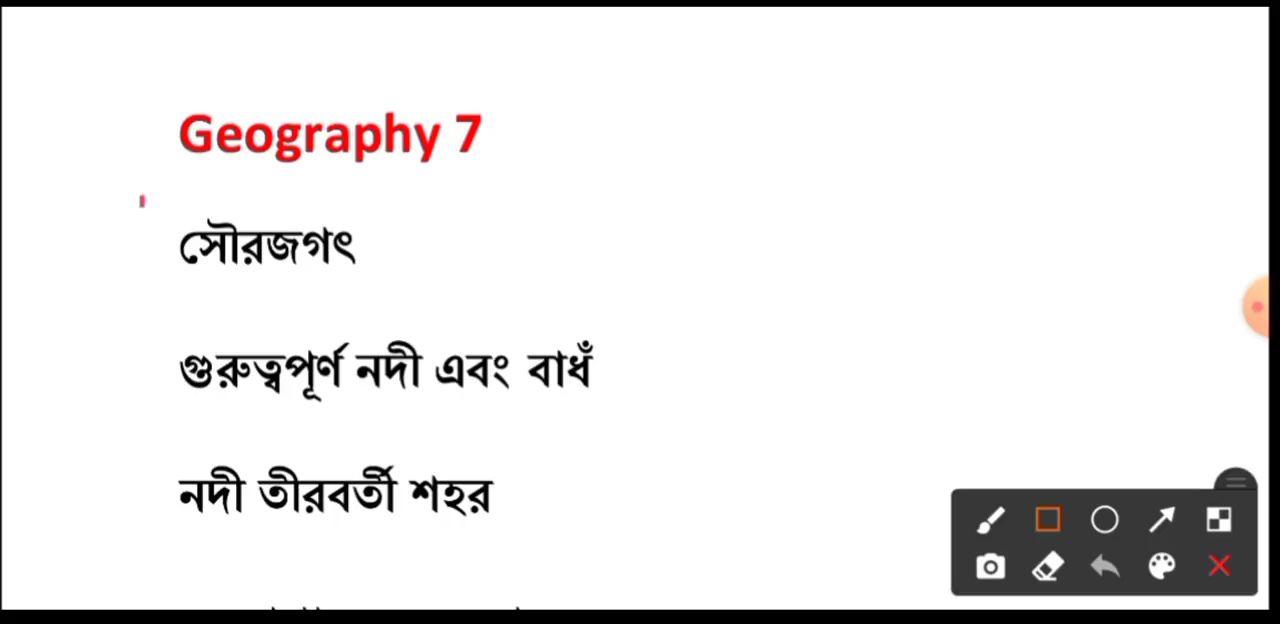 Geography 7
সৌরজগৎ
গুরুত্বপূর্ণ নদী এবং বাধঁ
নদী তীরবর্তী শহর